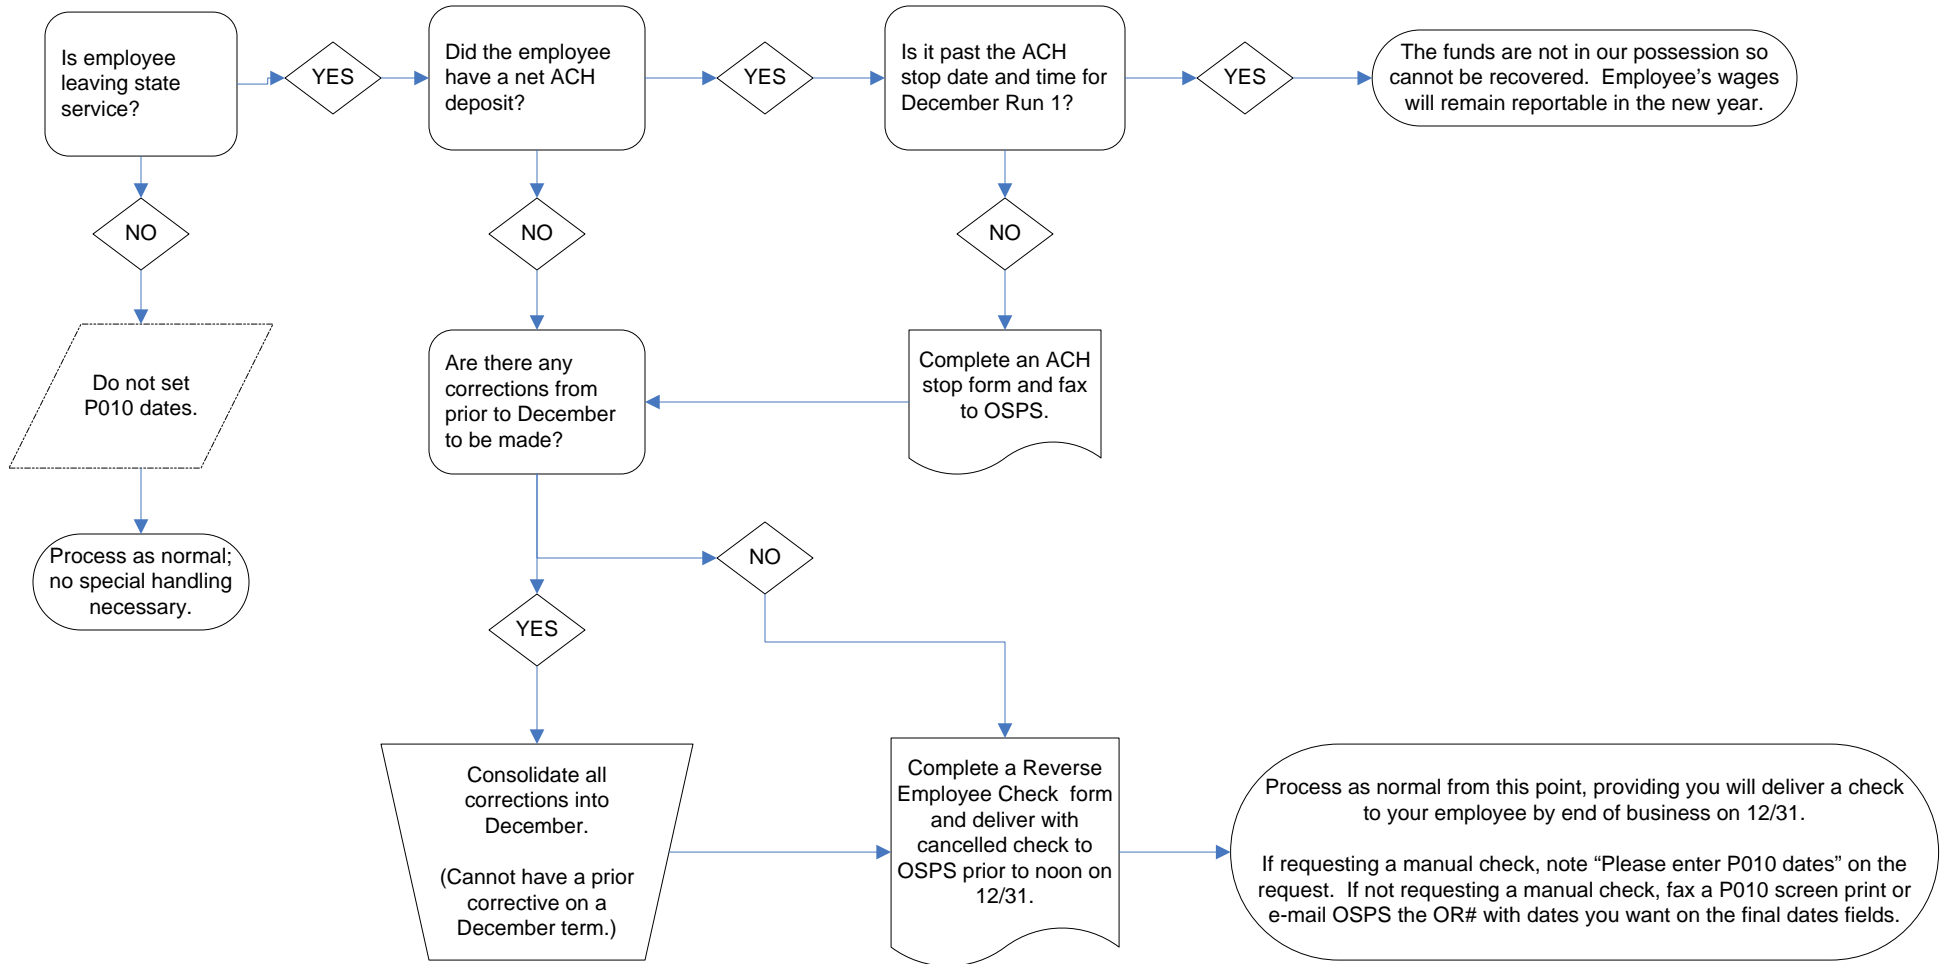 Is employee
leaving state
service?
YES
Did the employee
have a net ACH
deposit?
YES
Is it past the ACH
stop date and time for
December Run 1?
YES
The funds are not in our possession so
cannot be recovered.  Employee’s wages
will remain reportable in the new year.
NO
NO
NO
Do not set
P010 dates.
Are there any
corrections from
prior to December
to be made?
Complete an ACH
stop form and fax
to OSPS.
Process as normal;
no special handling
necessary.
NO
YES
Consolidate all
corrections into
December.
(Cannot have a prior
corrective on a
December term.)
Complete a Reverse
Employee Check  form
and deliver with
cancelled check to
OSPS prior to noon on
12/31.
Process as normal from this point, providing you will deliver a check
to your employee by end of business on 12/31.
If requesting a manual check, note “Please enter P010 dates” on the
request.  If not requesting a manual check, fax a P010 screen print or
e-mail OSPS the OR# with dates you want on the final dates fields.